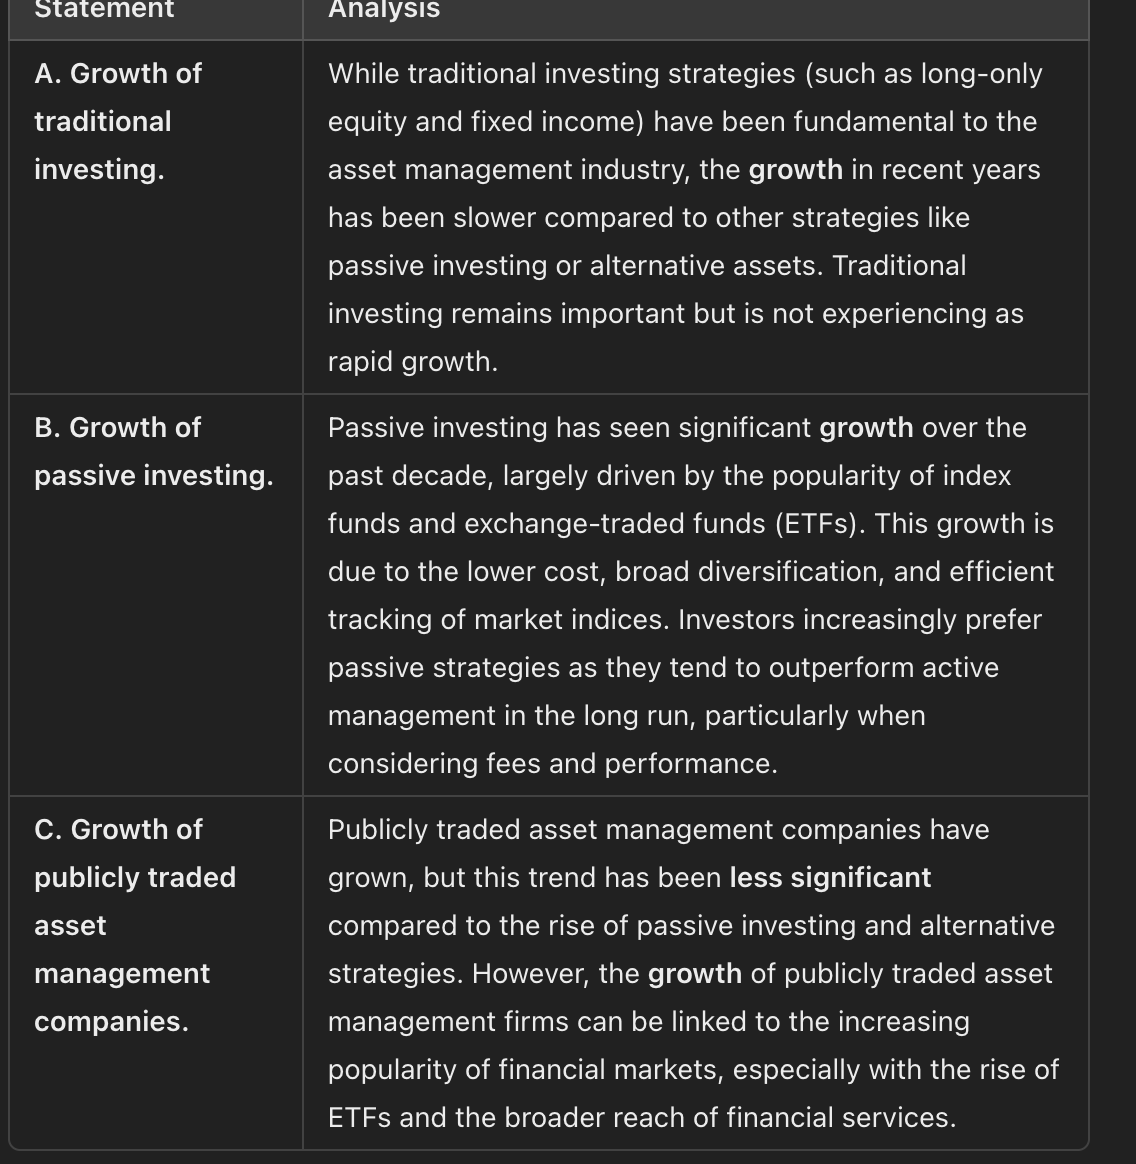 Statement
Analysis
A. Growth of
traditional
investing.
While traditional investing strategies (such as long-only
equity and fixed income) have been fundamental to the
asset management industry, the growth in recent years
has been slower compared to other strategies like
passive investing or alternative assets. Traditional
investing remains important but is not experiencing as
rapid growth.
B. Growth of
passive investing.
Passive investing has seen significant growth over the
past decade, largely driven by the popularity of index
funds and exchange-traded funds (ETFs). This growth is
due to the lower cost, broad diversification, and efficient
tracking of market indices. Investors increasingly prefer
passive strategies as they tend to outperform active
management in the long run, particularly when
considering fees and performance.
C. Growth of
publicly traded
asset
management
companies.
Publicly traded asset management companies have
grown, but this trend has been less significant
compared to the rise of passive investing and alternative
strategies. However, the growth of publicly traded asset
management firms can be linked to the increasing
popularity of financial markets, especially with the rise of
ETFs and the broader reach of financial services.